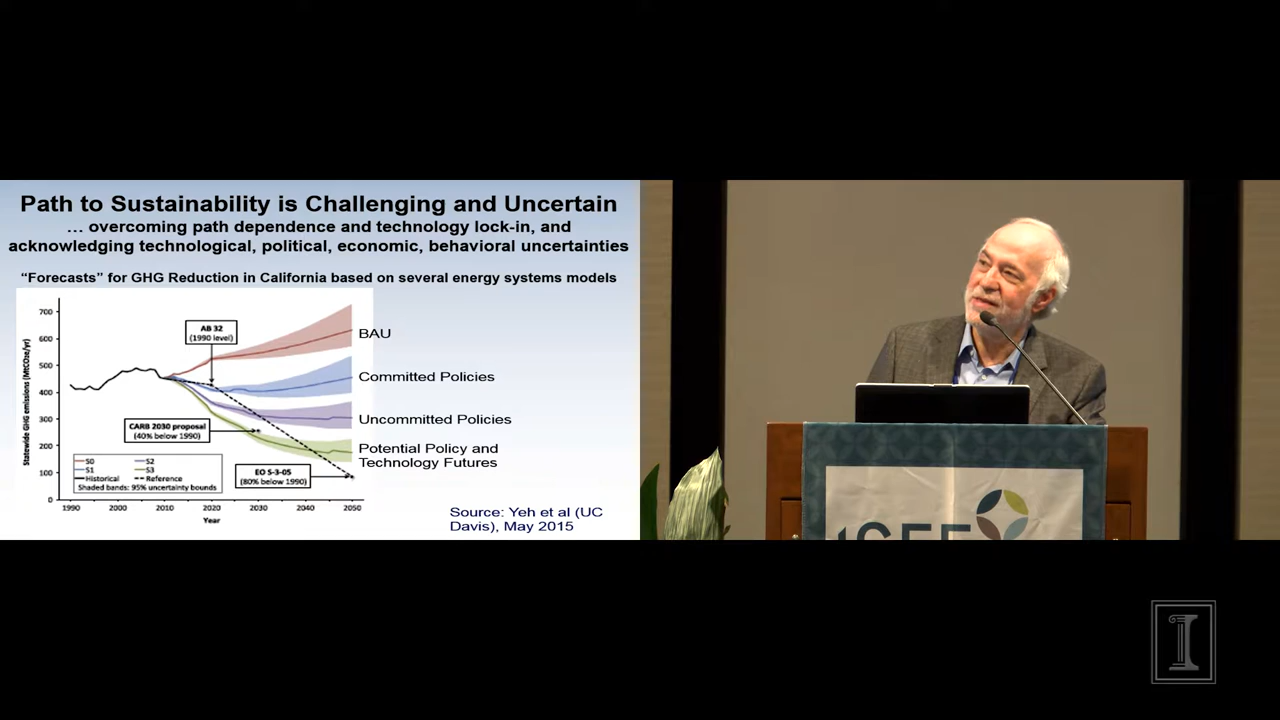 Path to Sustainability is Challenging and Uncertain
… overcoming path dependence and technology lock-in, and
acknowledging technological, political, economic, behavioral uncertainties
“Forecasts” for GHG Reduction in California based on several energy systems models
Statewide GHG emissions (MtCO2e/yr)
700
600
500
400
300
200
100
0
1990
2000
2010
2020
2030
2040
2050
Year
AB 32
(1990 level)
CARB 2030 proposal
(40% below 1990)
EO S-3-05
(80% below 1990)
S0
S2
S1
S3
Historical
Reference
Shaded bands: 95% uncertainty bounds
BAU
Committed Policies
Uncommitted Policies
Potential Policy and
Technology Futures
Source: Yeh et al (UC
Davis), May 2015
I